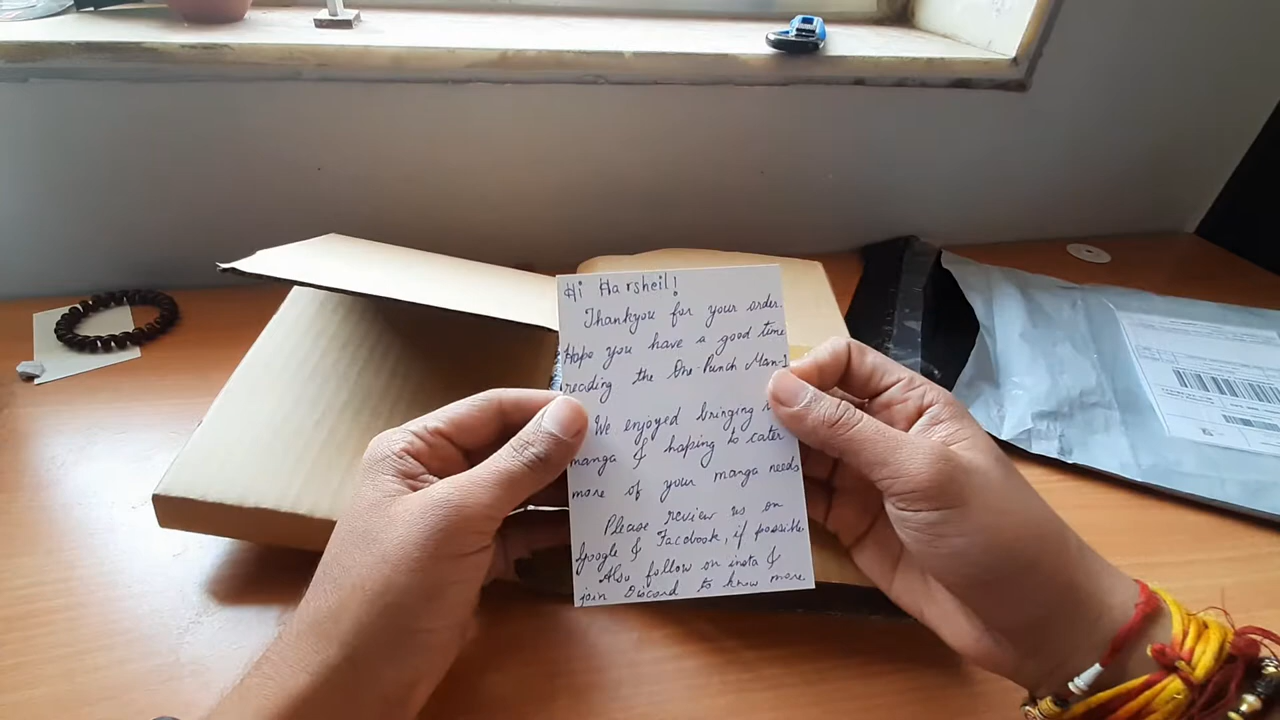 Hi Harsheil!
Thankyou for your order.
Hope you have a good time
reading the One-Punch Man-1
We enjoyed bringing
manga & hoping to cater
more of your manga needs
Please review us on
Google & Facebook, if possible.
Also follow on insta &
join Discord to know more